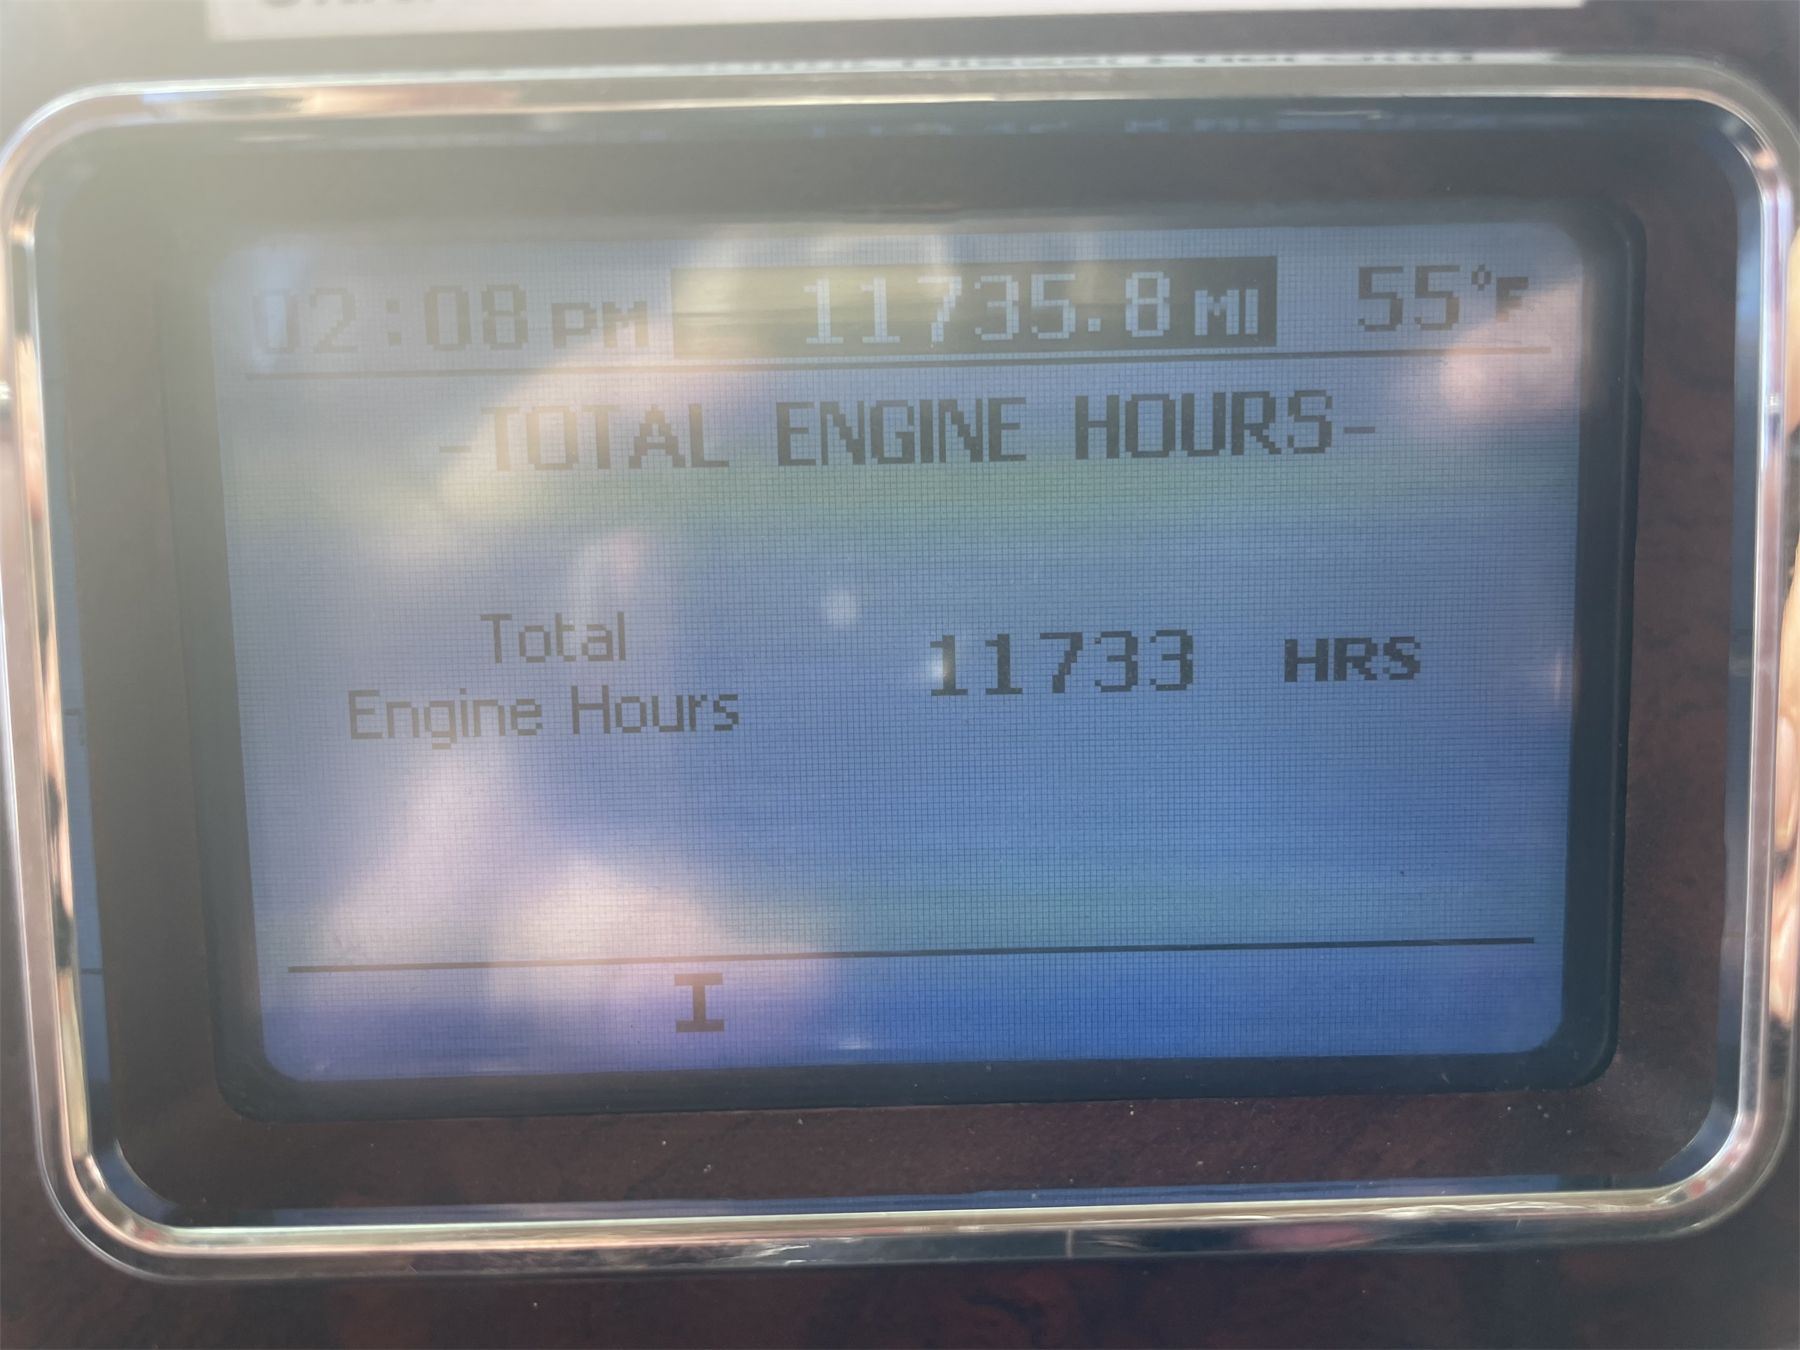 02:08 PM 11735.8 MI 55°F
-TOTAL ENGINE HOURS-
Total
Engine Hours
11733 HRS
I